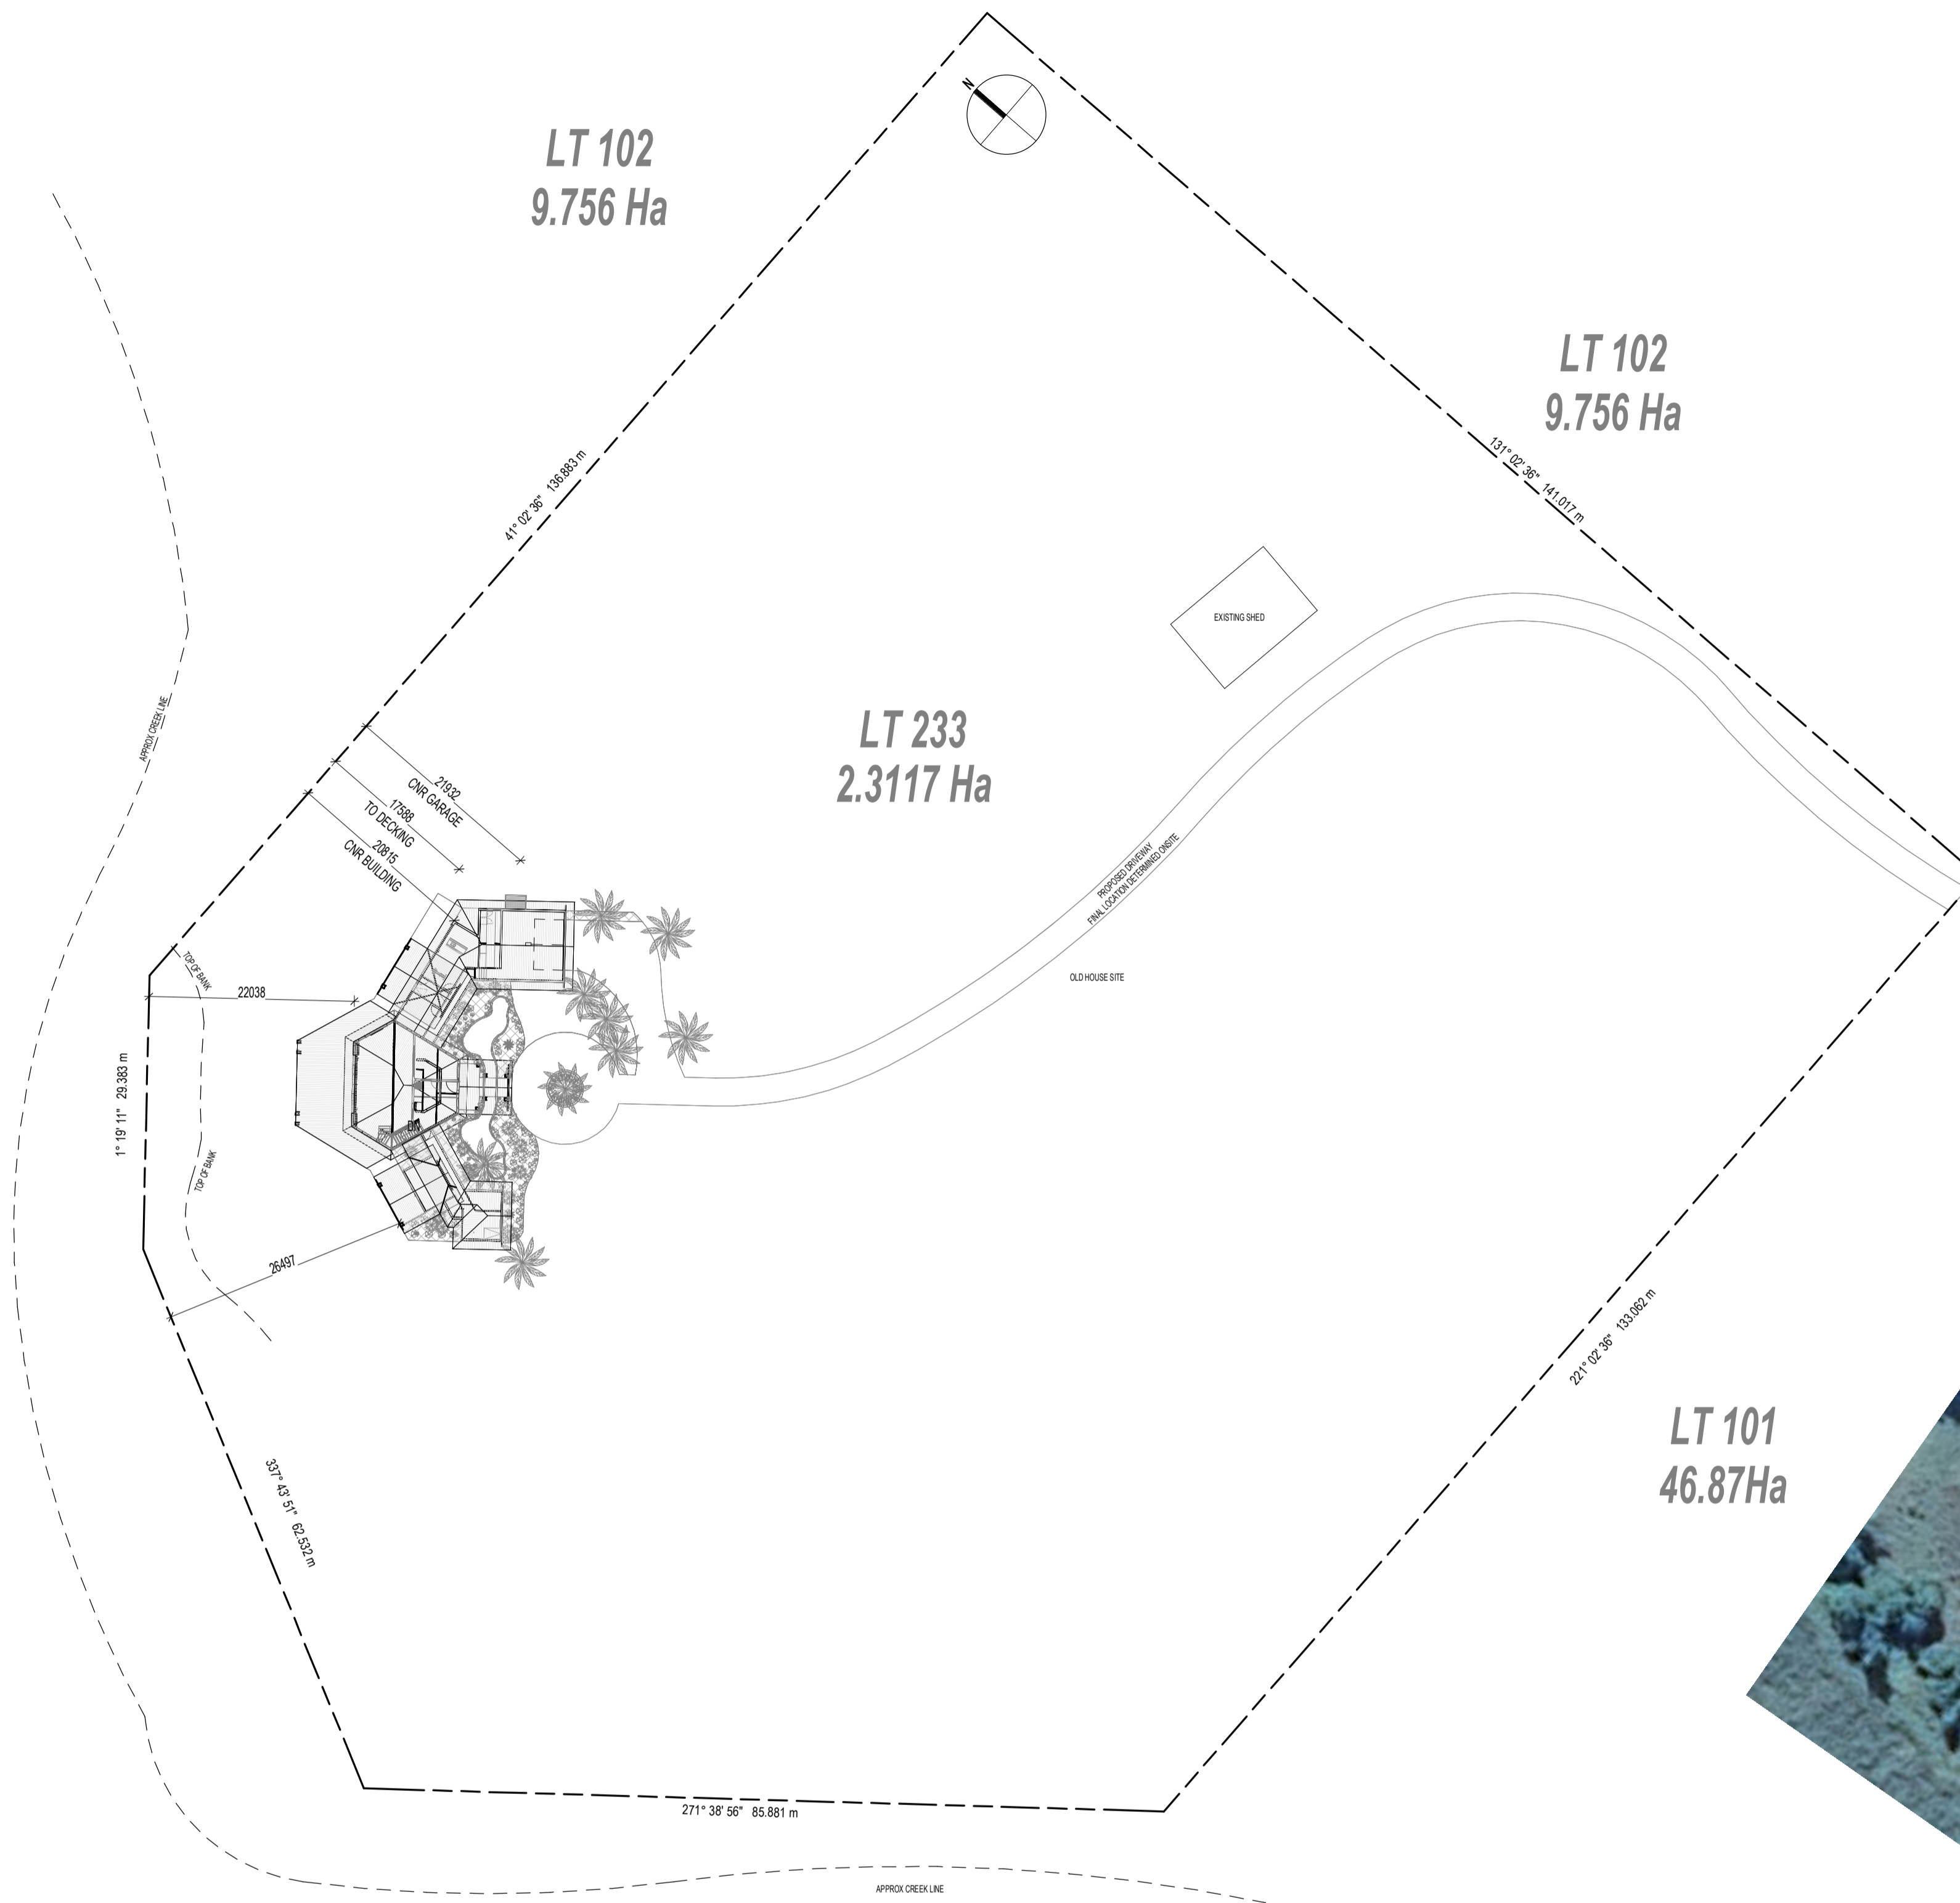 N
LT 102
9.756 Ha
LT 102
9.756 Ha
131° 02' 36" 141.017 m
41° 02' 36" 136.883 m
EXISTING SHED
APPROX CREEK LINE
LT 233
2.3117 Ha
21932
CNR GARAGE
17588
TO DECKING
20815
CNR BUILDING
PROPOSED DRIVEWAY
FINAL LOCATION DETERMINED ONSITE
TOP OF BANK
OLD HOUSE SITE
22038
1° 19' 11" 29.383 m
DN
TOP OF BANK
26497
221° 02' 36" 133.062 m
LT 101
46.87Ha
337° 43' 51" 62.532 m
271° 38' 56" 85.881 m
APPROX CREEK LINE